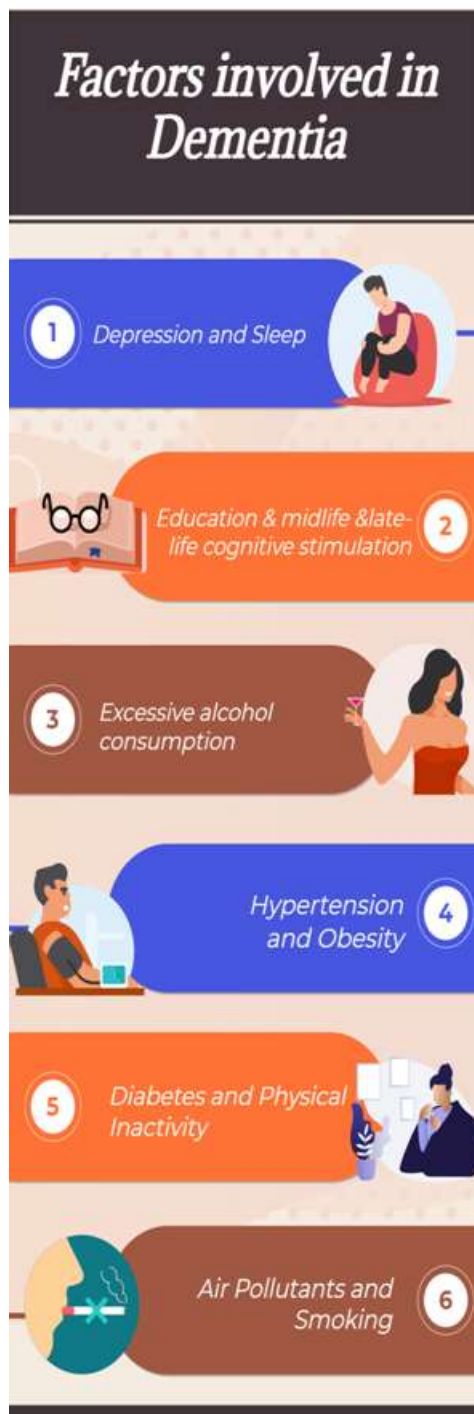 Factors involved in
Dementia
1
Depression and Sleep
Education & midlife &late-
life cognitive stimulation
2
3
Excessive alcohol
consumption
Hypertension
and Obesity
4
5
Diabetes and Physical
Inactivity
Air Pollutants and
Smoking
6